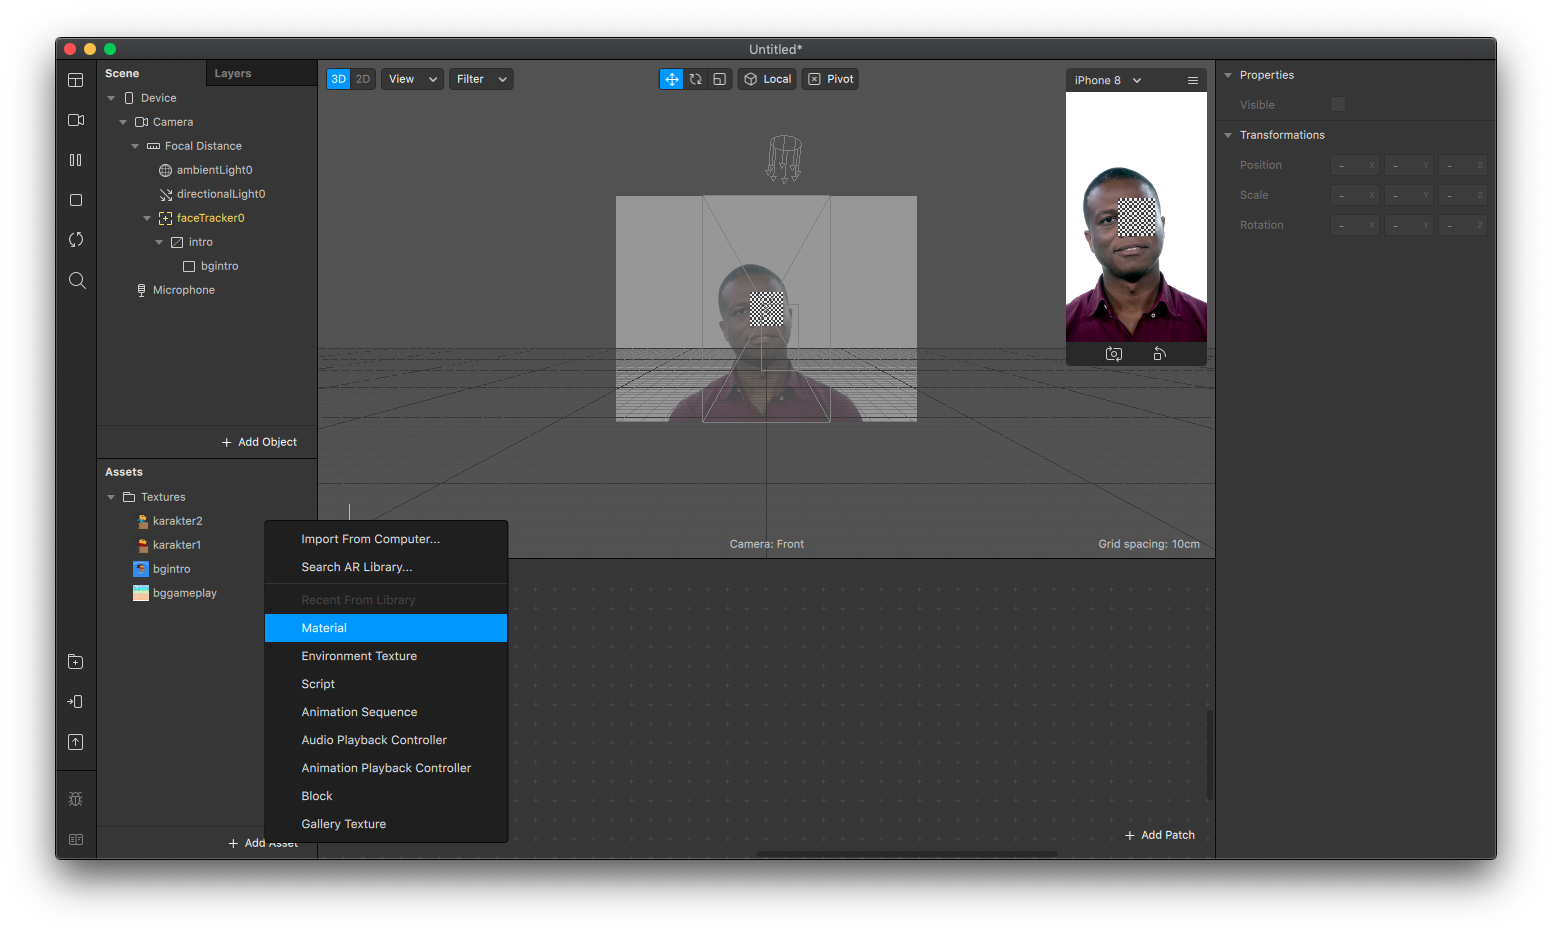 Untitled*
Scene
Layers
Device
Camera
Focal Distance
ambientLight0
directionalLight0
faceTracker0
intro
bgintro
Microphone
+ Add Object
Assets
Textures
karakter2
karakter1
bgintro
bggameplay
+ Add Asset
3D 2D View Filter
Local Pivot
iPhone 8
Camera: Front
Grid spacing: 10cm
Import From Computer...
Search AR Library...
Recent From Library
Material
Environment Texture
Script
Animation Sequence
Audio Playback Controller
Animation Playback Controller
Block
Gallery Texture
+ Add Patch
Properties
Visible
Transformations
Position - X - Y - Z
Scale - X - Y - Z
Rotation - X - Y - Z